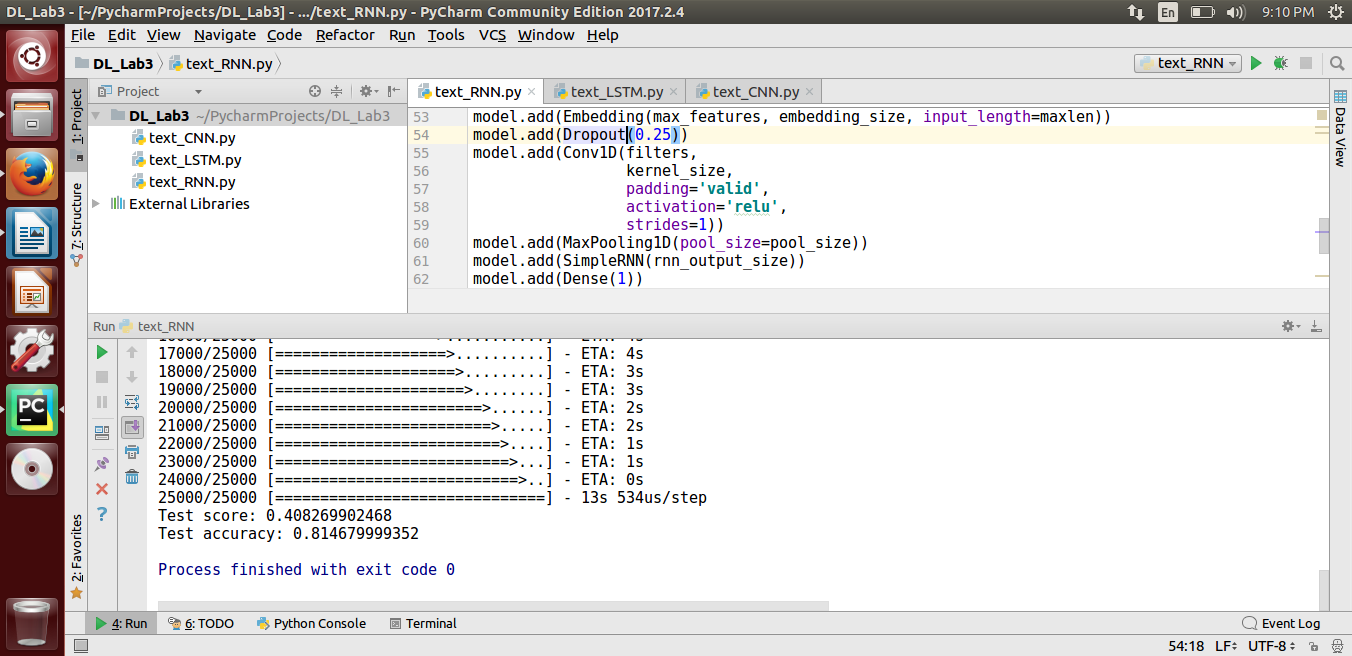 DL_Lab3 - [~/PycharmProjects/DL_Lab3] - .../text_RNN.py - PyCharm Community Edition 2017.2.4
En
9:10 PM
File Edit View Navigate Code Refactor Run Tools VCS Window Help
DL_Lab3 text_RNN.py
text_RNN
Project
text_RNN.py text_LSTM.py text_CNN.py
1: Project
7: Structure
2: Favorites
Data View
DL_Lab3 ~/PycharmProjects/DL_Lab3
text_CNN.py
text_LSTM.py
text_RNN.py
External Libraries
53 model.add(Embedding(max_features, embedding_size, input_length=maxlen))
54 model.add(Dropout(0.25))
55 model.add(Conv1D(filters,
56 kernel_size,
57 padding='valid',
58 activation='relu',
59 strides=1))
60 model.add(MaxPooling1D(pool_size=pool_size))
61 model.add(SimpleRNN(rnn_output_size))
62 model.add(Dense(1))
Run text_RNN
17000/25000 [===================>..........] - ETA: 4s
18000/25000 [====================>.........] - ETA: 3s
19000/25000 [=====================>........] - ETA: 3s
20000/25000 [=======================>......] - ETA: 2s
21000/25000 [========================>.....] - ETA: 2s
22000/25000 [=========================>....] - ETA: 1s
23000/25000 [==========================>...] - ETA: 1s
24000/25000 [===========================>..] - ETA: 0s
25000/25000 [==============================] - 13s 534us/step
Test score: 0.408269902468
Test accuracy: 0.814679999352
Process finished with exit code 0
PC
?
4: Run 6: TODO Python Console Terminal Event Log
54:18 LF UTF-8